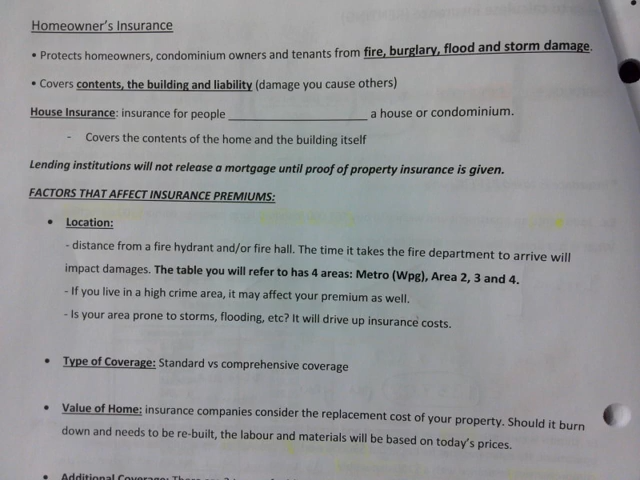 Homeowner's Insurance
• Protects homeowners, condominium owners and tenants from fire, burglary, flood and storm damage.
• Covers contents, the building and liability (damage you cause others)
House Insurance: insurance for people ____________________ a house or condominium.
- Covers the contents of the home and the building itself
Lending institutions will not release a mortgage until proof of property insurance is given.
FACTORS THAT AFFECT INSURANCE PREMIUMS:
• Location:
- distance from a fire hydrant and/or fire hall. The time it takes the fire department to arrive will
impact damages. The table you will refer to has 4 areas: Metro (Wpg), Area 2, 3 and 4.
- If you live in a high crime area, it may affect your premium as well.
- Is your area prone to storms, flooding, etc? It will drive up insurance costs.
• Type of Coverage: Standard vs comprehensive coverage
• Value of Home: insurance companies consider the replacement cost of your property. Should it burn
down and needs to be re-built, the labour and materials will be based on today's prices.
• Additional Coverage: There are 2